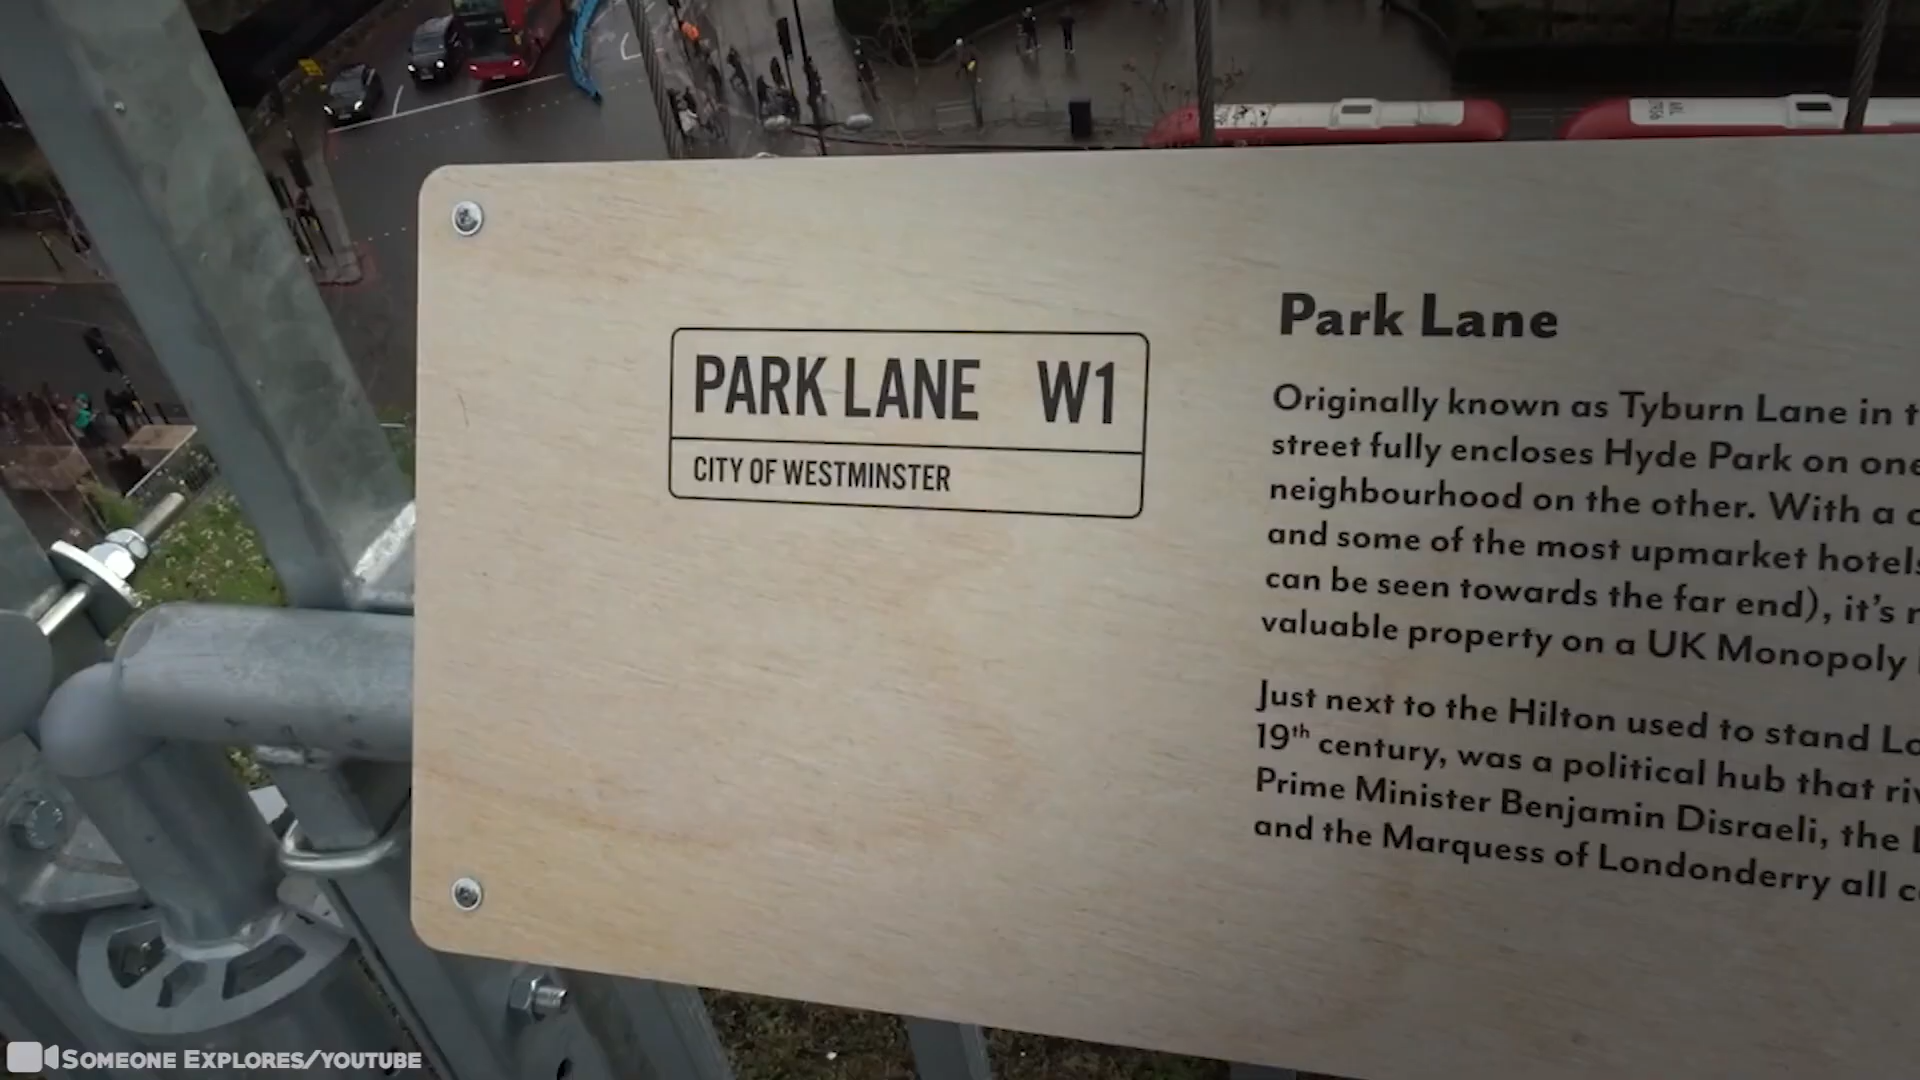 PARK LANE W1
CITY OF WESTMINSTER
Park Lane
Originally known as Tyburn Lane in
street fully encloses Hyde Park on one
neighbourhood on the other. With a
and some of the most upmarket hotels
can be seen towards the far end), it's
valuable property on a UK Monopoly
Just next to the Hilton used to stand
19th century, was a political hub that
Prime Minister Benjamin Disraeli, the
and the Marquess of Londonderry all
SOMEONE EXPLORES/YOUTUBE